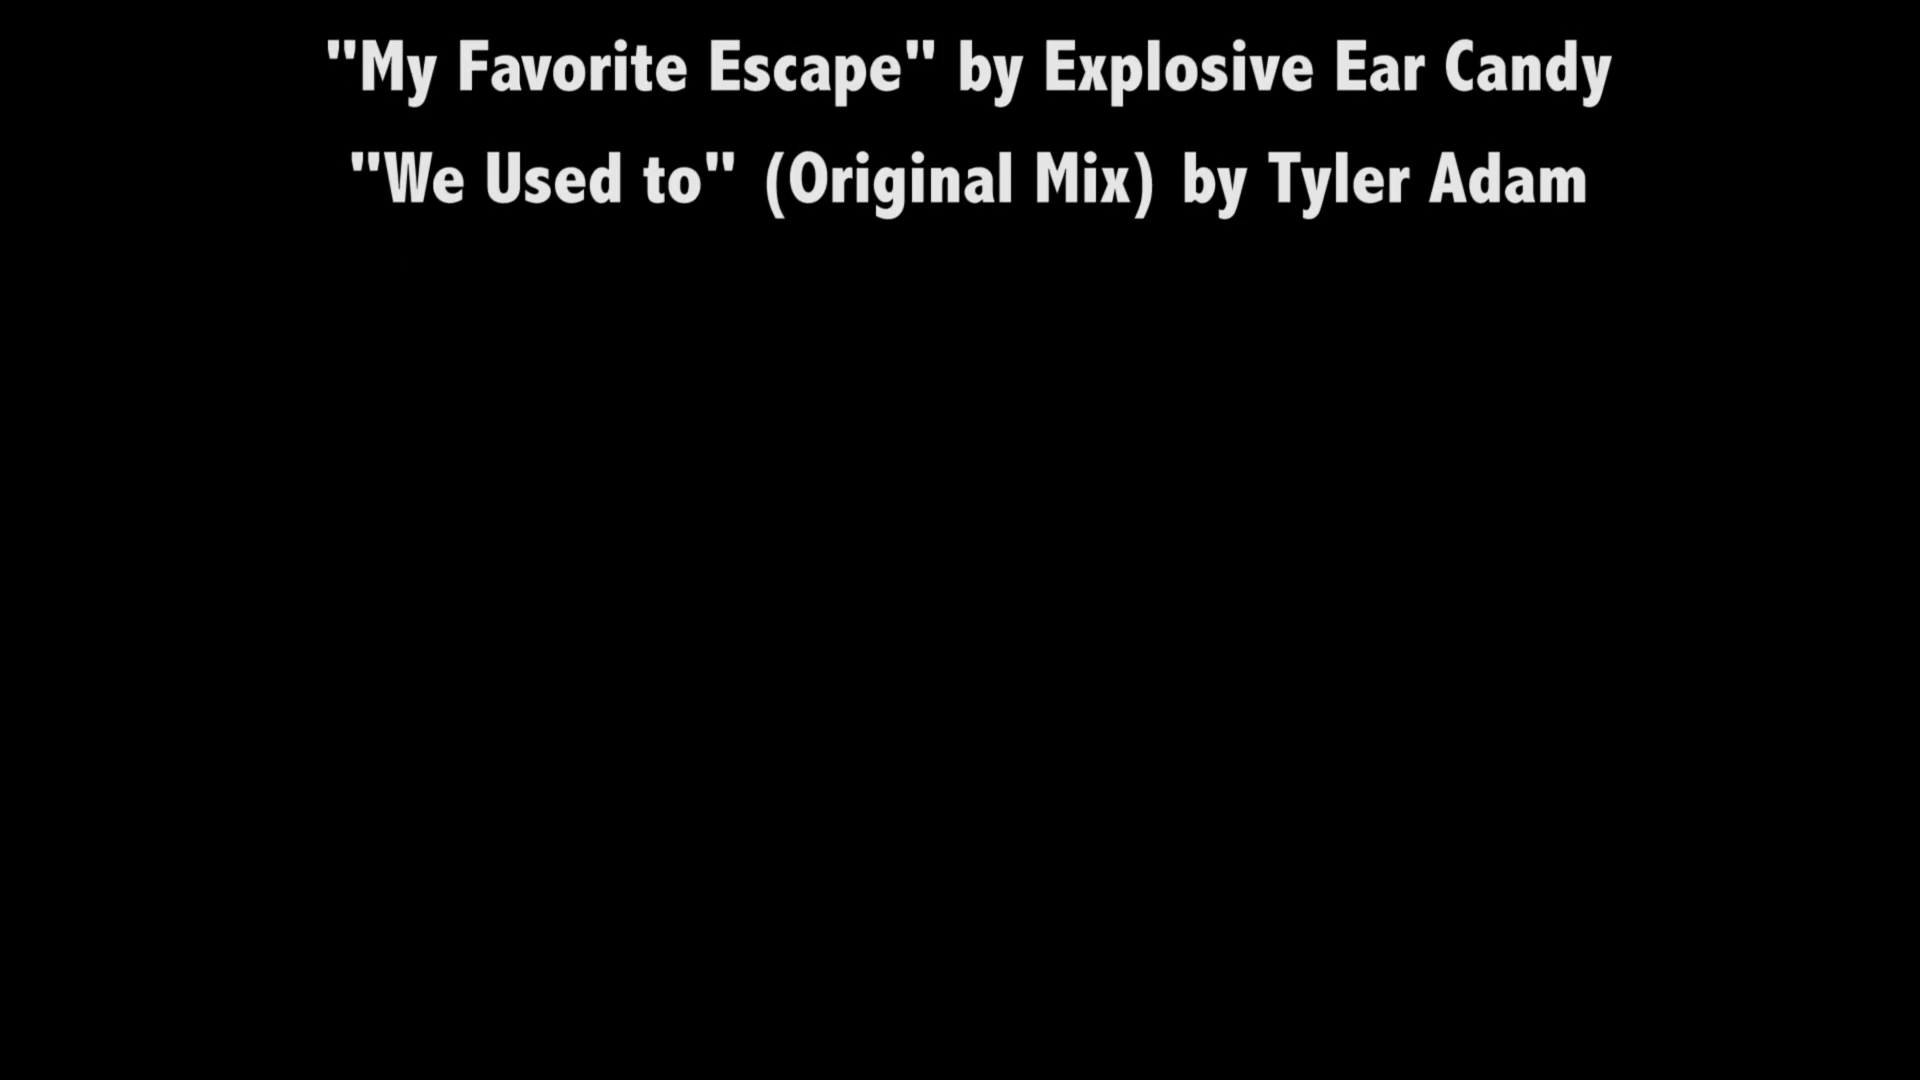 "My Favorite Escape" by Explosive Ear Candy
"We Used to" (Original Mix) by Tyler Adam